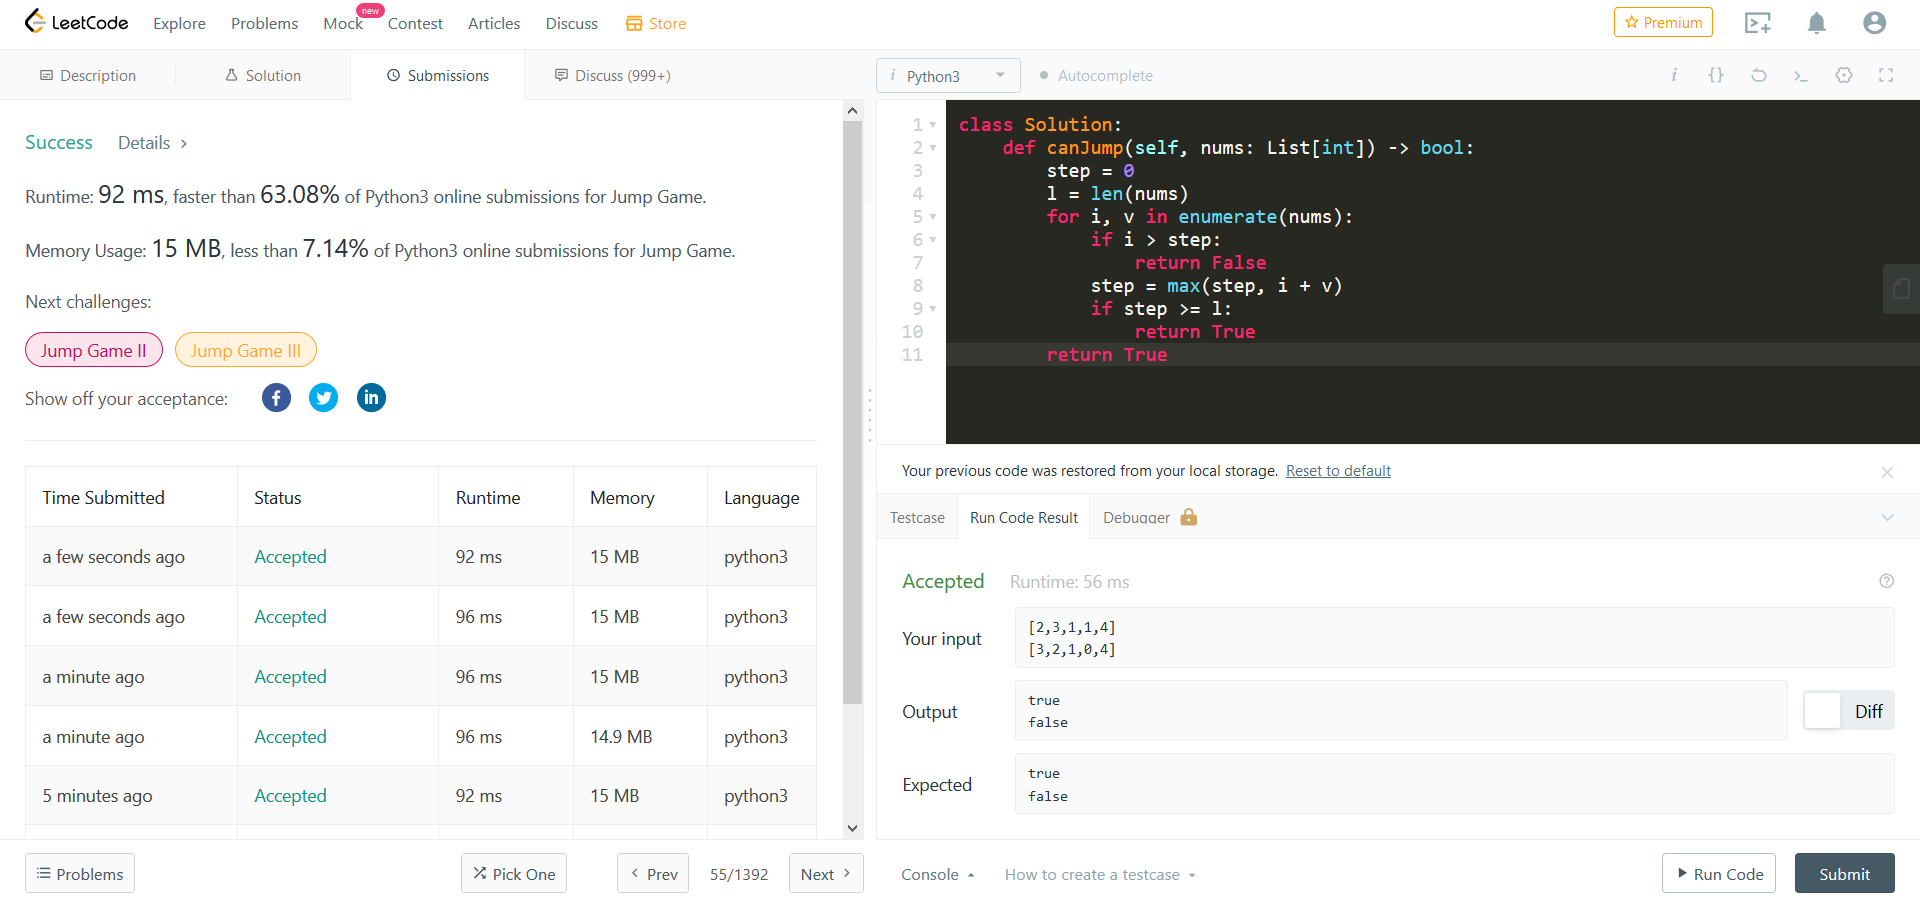 LeetCode Explore Problems Mock new Contest Articles Discuss Store Premium
Description Solution Submissions Discuss (999+)
i Python3 Autocomplete
Success Details >
Runtime: 92 ms, faster than 63.08% of Python3 online submissions for Jump Game.
Memory Usage: 15 MB, less than 7.14% of Python3 online submissions for Jump Game.
Next challenges:
Jump Game II Jump Game III
Show off your acceptance:
Time Submitted Status Runtime Memory Language
a few seconds ago Accepted 92 ms 15 MB python3
a few seconds ago Accepted 96 ms 15 MB python3
a minute ago Accepted 96 ms 15 MB python3
a minute ago Accepted 96 ms 14.9 MB python3
5 minutes ago Accepted 92 ms 15 MB python3
Problems Pick One Prev 55/1392 Next
1 class Solution:
2 def canJump(self, nums: List[int]) -> bool:
3 step = 0
4 l = len(nums)
5 for i, v in enumerate(nums):
6 if i > step:
7 return False
8 step = max(step, i + v)
9 if step >= l:
10 return True
11 return True
Your previous code was restored from your local storage. Reset to default
Testcase Run Code Result Debugger
Accepted Runtime: 56 ms
Your input
[2,3,1,1,4]
[3,2,1,0,4]
Output
true
false
Diff
Expected
true
false
Console How to create a testcase Run Code Submit